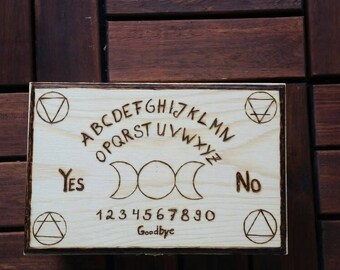 ABCDEFGHIJKLMN
OPQRSTUVWXYZ
YES NO
1234567890
Goodbye